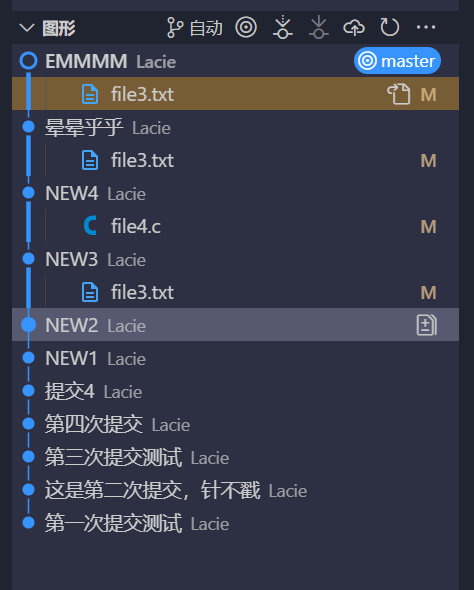 图形 自动
EMMMM Lacie master
file3.txt M
晕晕乎乎 Lacie
file3.txt M
NEW4 Lacie
file4.c M
NEW3 Lacie
file3.txt M
NEW2 Lacie
NEW1 Lacie
提交4 Lacie
第四次提交 Lacie
第三次提交测试 Lacie
这是第二次提交，针不戳 Lacie
第一次提交测试 Lacie